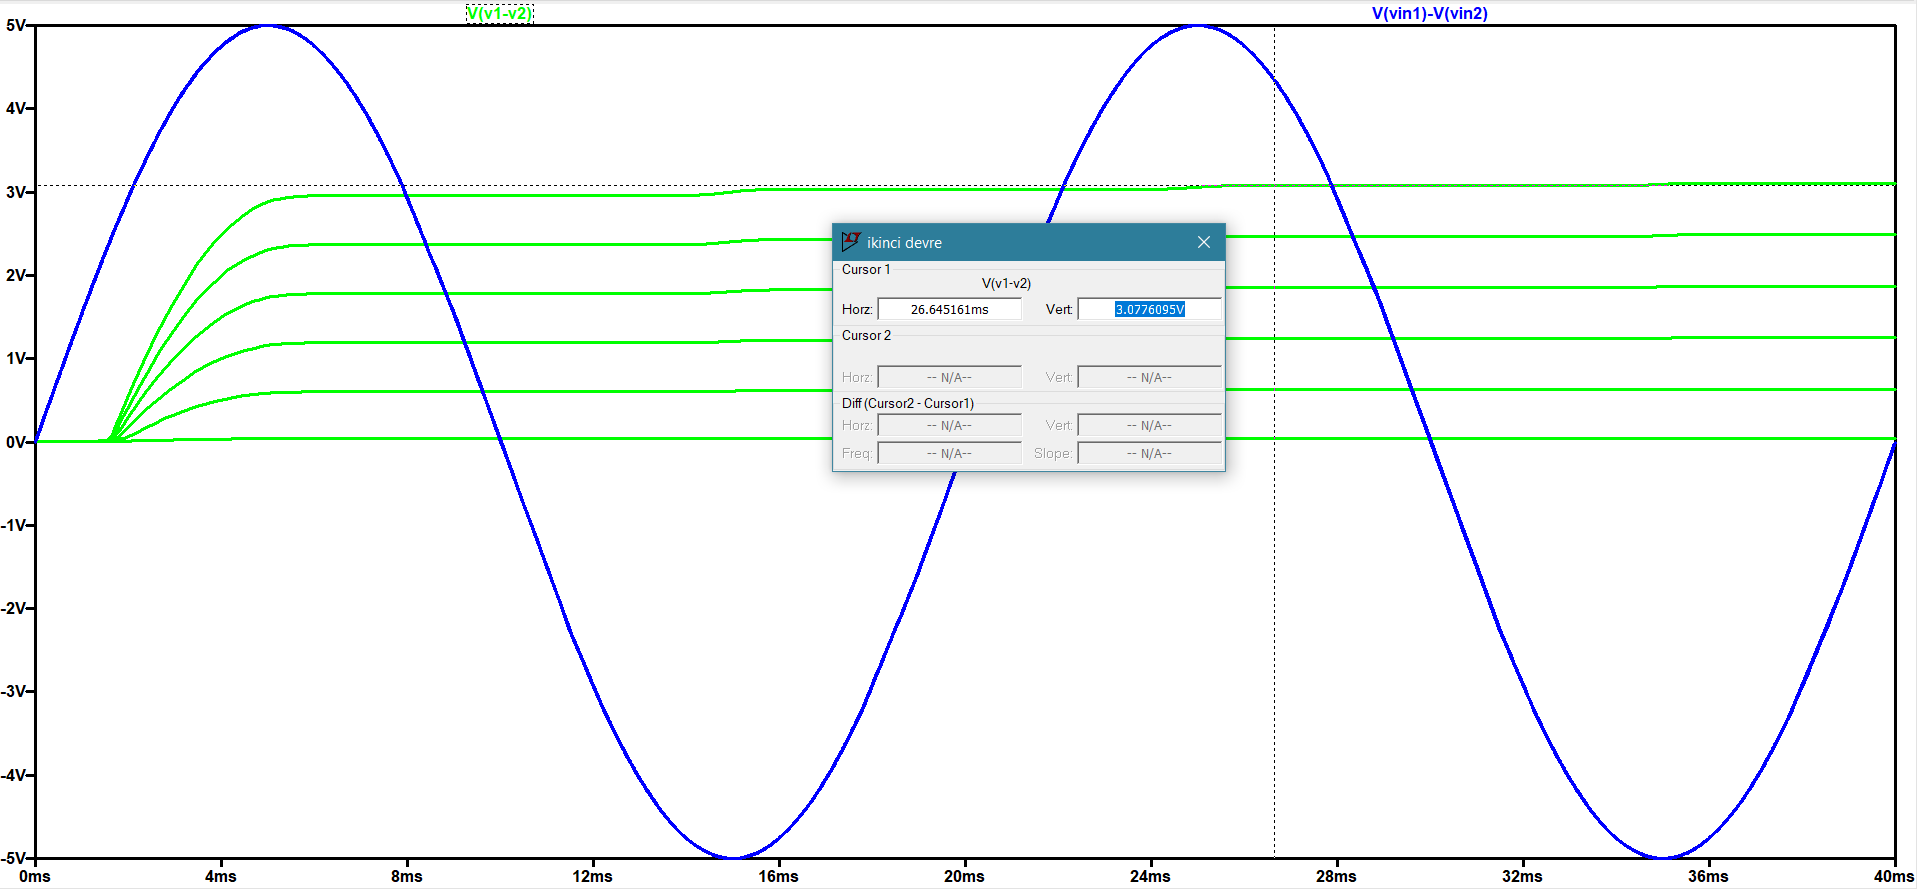 V(v1-v2)
V(vin1)-V(vin2)
5V
4V
3V
2V
1V
0V
-1V
-2V
-3V
-4V
-5V
ikinci devre
Cursor 1
V(v1-v2)
Horz: 26.645161ms Vert: 3.0776095V
Cursor 2
Horz: -- N/A-- Vert: -- N/A--
Diff (Cursor2 - Cursor1)
Horz: -- N/A-- Vert: -- N/A--
Freq: -- N/A-- Slope: -- N/A--
0ms 4ms 8ms 12ms 16ms 20ms 24ms 28ms 32ms 36ms 40ms